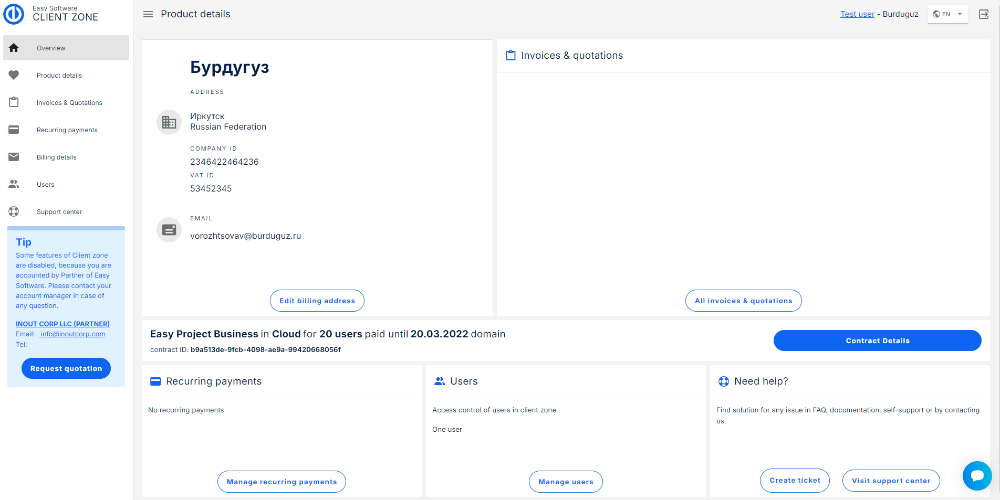 Easy Software
CLIENT ZONE
Product details
Test user - Burduguz
EN
Overview
Product details
Invoices & Quotations
Recurring payments
Billing details
Users
Support center
Tip
Some features of Client zone
are disabled, because you are
accounted by Partner of Easy
Software. Please contact your
account manager in case of
any question.
INOUT CORP LLC (PARTNER)
Email: info@inoutcorp.com
Tel:
Request quotation
Бурдугуз
ADDRESS
Иркутск
Russian Federation
COMPANY ID
2346422464236
VAT ID
53452345
EMAIL
vorozhtsovav@burduguz.ru
Edit billing address
Invoices & quotations
All invoices & quotations
Easy Project Business in Cloud for 20 users paid until 20.03.2022 domain
contract ID: b9a513de-9fcb-4098-ae9a-99420668056f
Contract Details
Recurring payments
No recurring payments
Manage recurring payments
Users
Access control of users in client zone
One user
Manage users
Need help?
Find solution for any issue in FAQ, documentation, self-support or by contacting
us.
Create ticket
Visit support center